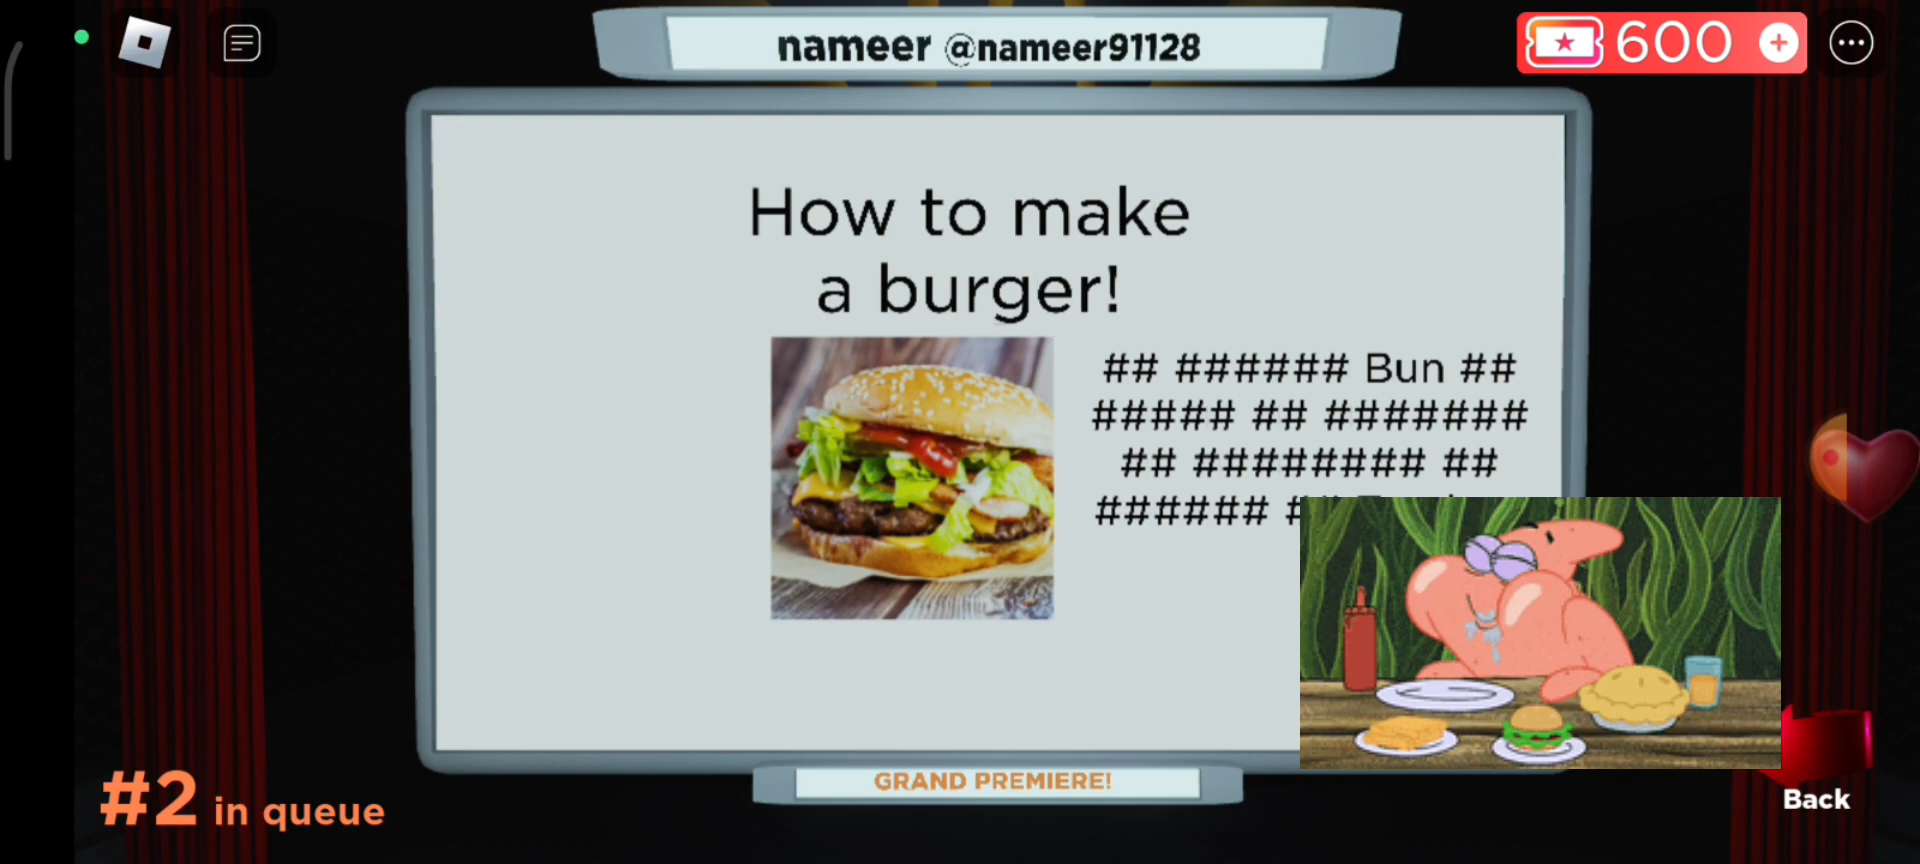 nameer @nameer91128
600
How to make
a burger!
## ###### Bun ##
##### ## #######
## ######## ##
######
GRAND PREMIERE!
#2 in queue
Back